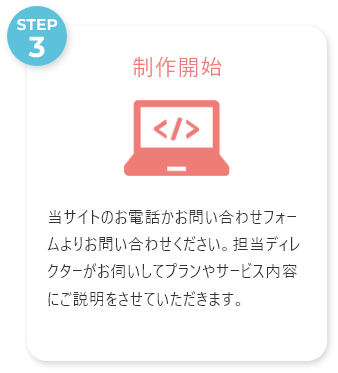 STEP
3
制作開始
</>
当サイトのお電話かお問い合わせフォー
ムよりお問い合わせください。担当ディレ
クターがお伺いしてプランやサービス内容
にご説明をさせていただきます。